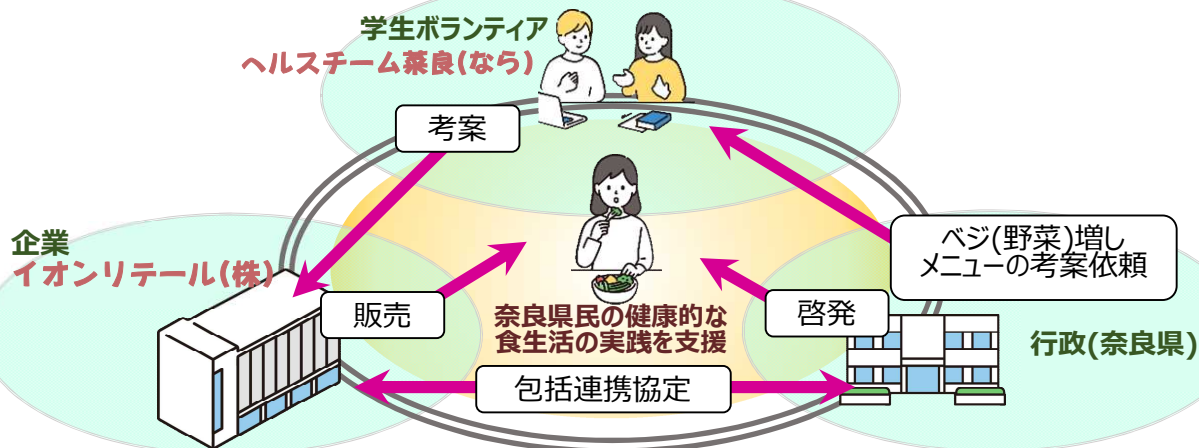 学生ボランティア
ヘルスチーム菜良(なら)
考案
ベジ(野菜)増し
メニューの考案依頼
企業
イオンリテール(株)
販売
啓発
奈良県民の健康的な
食生活の実践を支援
行政(奈良県)
包括連携協定